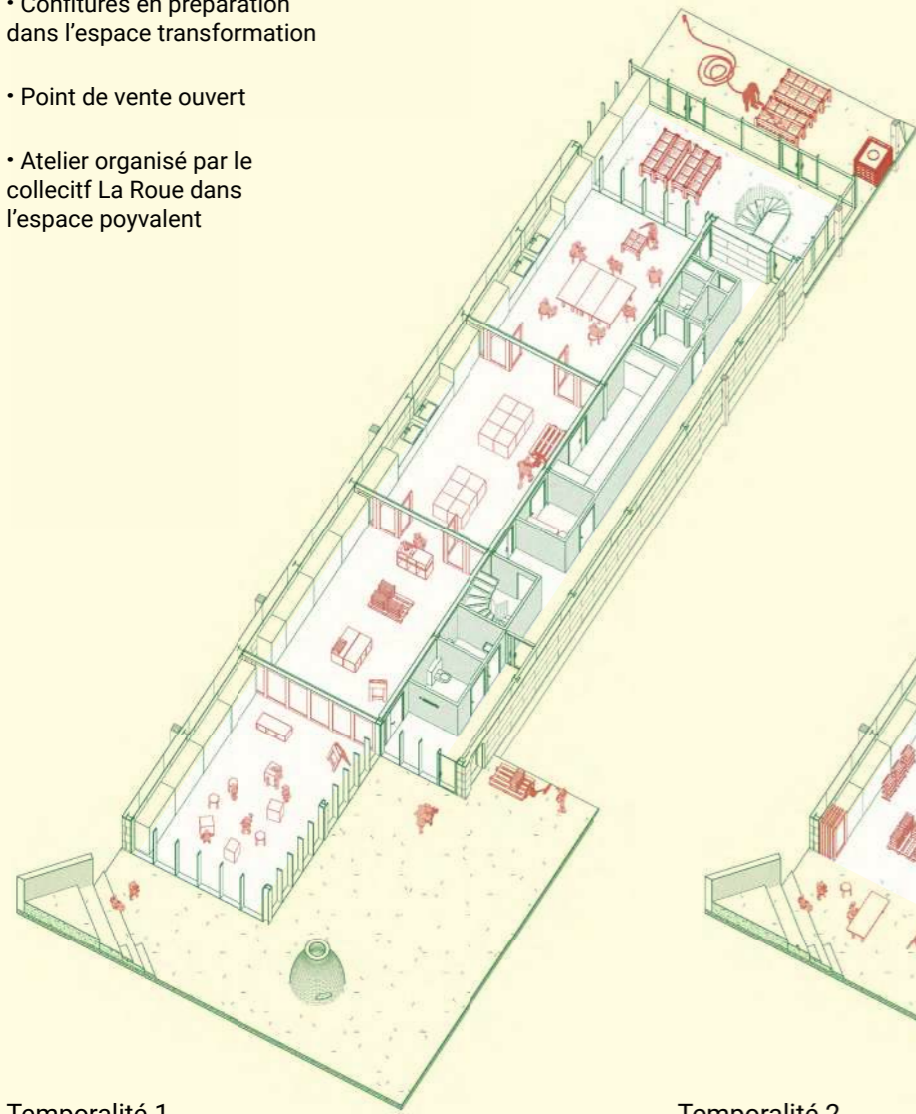 • Confitures en préparation
dans l’espace transformation
• Point de vente ouvert
• Atelier organisé par le
collecitf La Roue dans
l’espace poyvalent
Temporalité 1
Temporalité 2